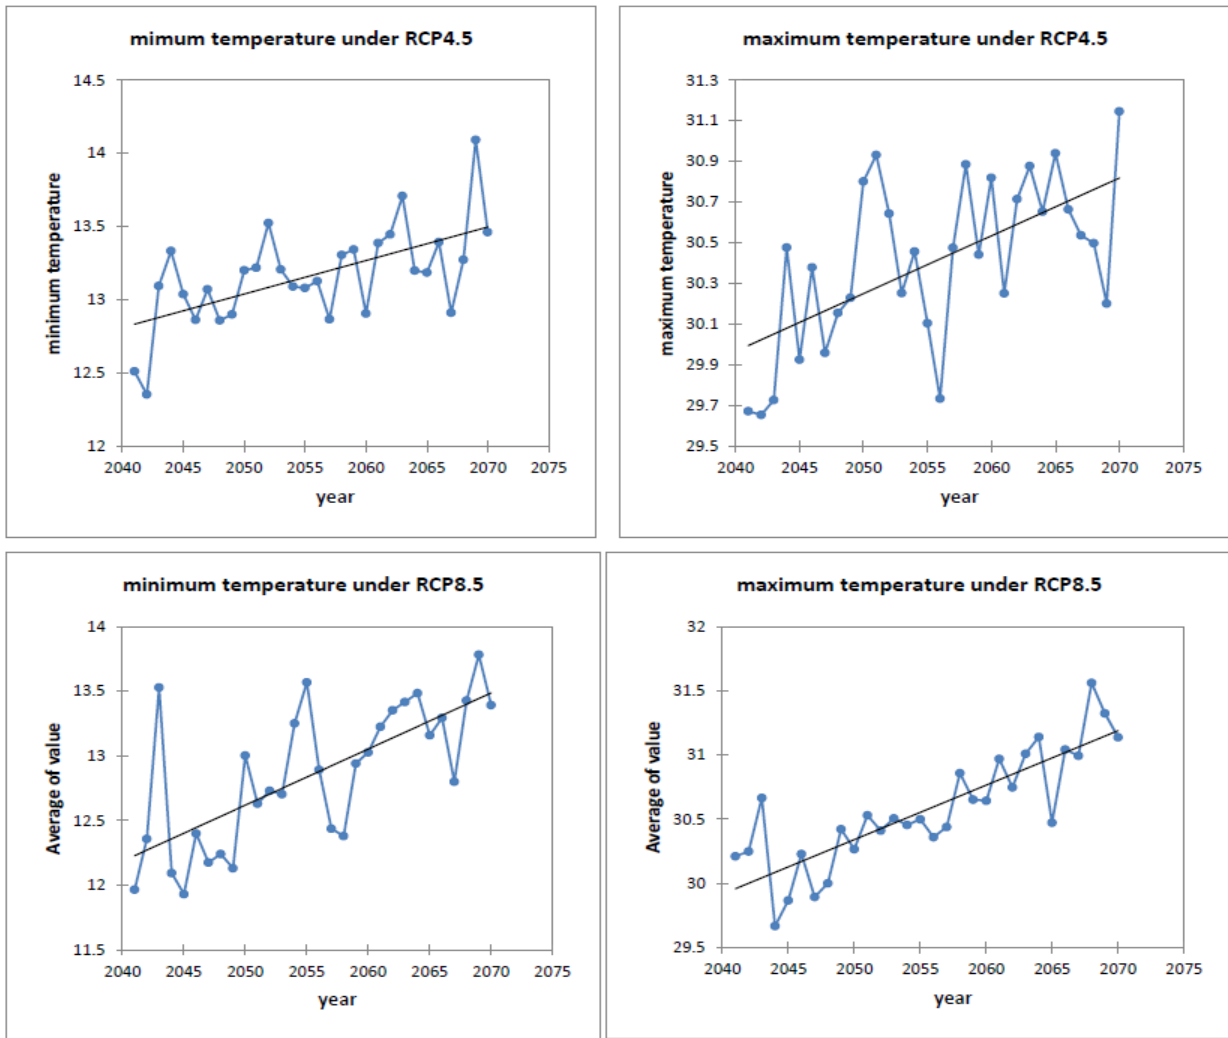 mimum temperature under RCP4.5
minimum temperature
14.5
14
13.5
13
12.5
12
2040 2045 2050 2055 2060 2065 2070 2075
year
maximum temperature under RCP4.5
maximum temperature
31.3
31.1
30.9
30.7
30.5
30.3
30.1
29.9
29.7
29.5
2040 2045 2050 2055 2060 2065 2070 2075
year
minimum temperature under RCP8.5
Average of value
14
13.5
13
12.5
12
11.5
2040 2045 2050 2055 2060 2065 2070 2075
year
maximum temperature under RCP8.5
Average of value
32
31.5
31
30.5
30
29.5
2040 2045 2050 2055 2060 2065 2070 2075
year